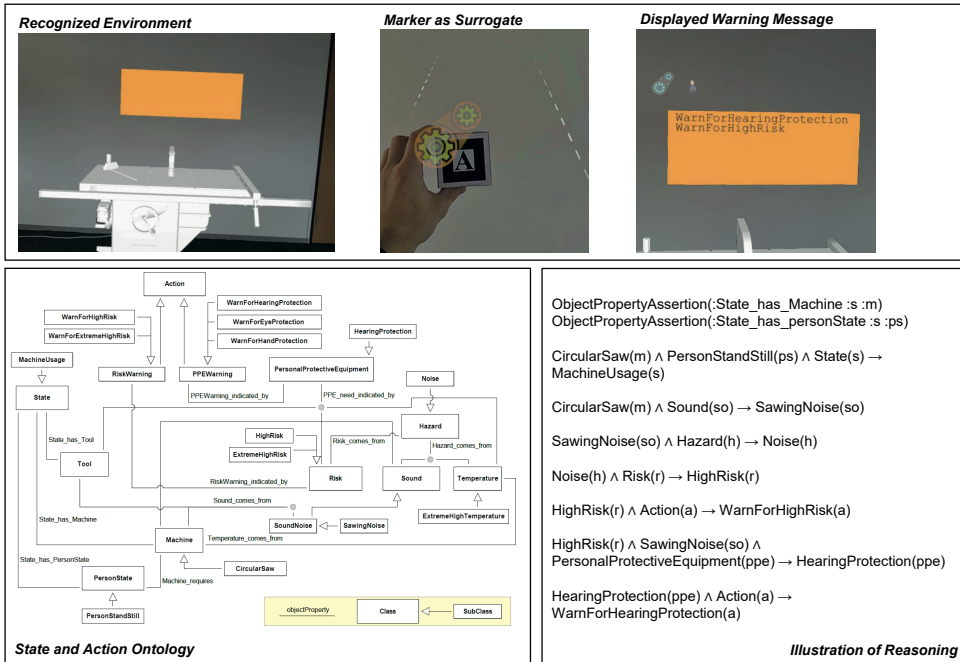 Recognized Environment
Marker as Surrogate
Displayed Warning Message
A
WarnForHearingProtection
WarnForHighRisk
Action
WarnForHighRisk
WarnForExtremeHighRisk
WarnForHearingProtection
WarnForEyeProtection
WarnForHandProtection
HearingProtection
MachineUsage
RiskWarning
PPEWarning
PersonalProtectiveEquipment
State
PPEWarning_indicated_by
PPE_need_indicated_by
Noise
State_has_Tool
HighRisk
Risk_comes_from
Hazard
ExtremeHighRisk
Hazard_comes_from
Tool
RiskWarning_indicated_by
Risk
Sound
Temperature
Sound_comes_from
State_has_Machine
SoundNoise
SawingNoise
ExtremeHighTemperature
Machine
Temperature_comes_from
State_has_PersonState
CircularSaw
PersonState
Machine_requires
PersonStandStill
objectProperty
Class
SubClass
State and Action Ontology
ObjectPropertyAssertion(:State_has_Machine :s :m)
ObjectPropertyAssertion(:State_has_personState :s :ps)
CircularSaw(m) ∧ PersonStandStill(ps) ∧ State(s) →
MachineUsage(s)
CircularSaw(m) ∧ Sound(so) → SawingNoise(so)
SawingNoise(so) ∧ Hazard(h) → Noise(h)
Noise(h) ∧ Risk(r) → HighRisk(r)
HighRisk(r) ∧ Action(a) → WarnForHighRisk(a)
HighRisk(r) ∧ SawingNoise(so) ∧
PersonalProtectiveEquipment(ppe) → HearingProtection(ppe)
HearingProtection(ppe) ∧ Action(a) →
WarnForHearingProtection(a)
Illustration of Reasoning